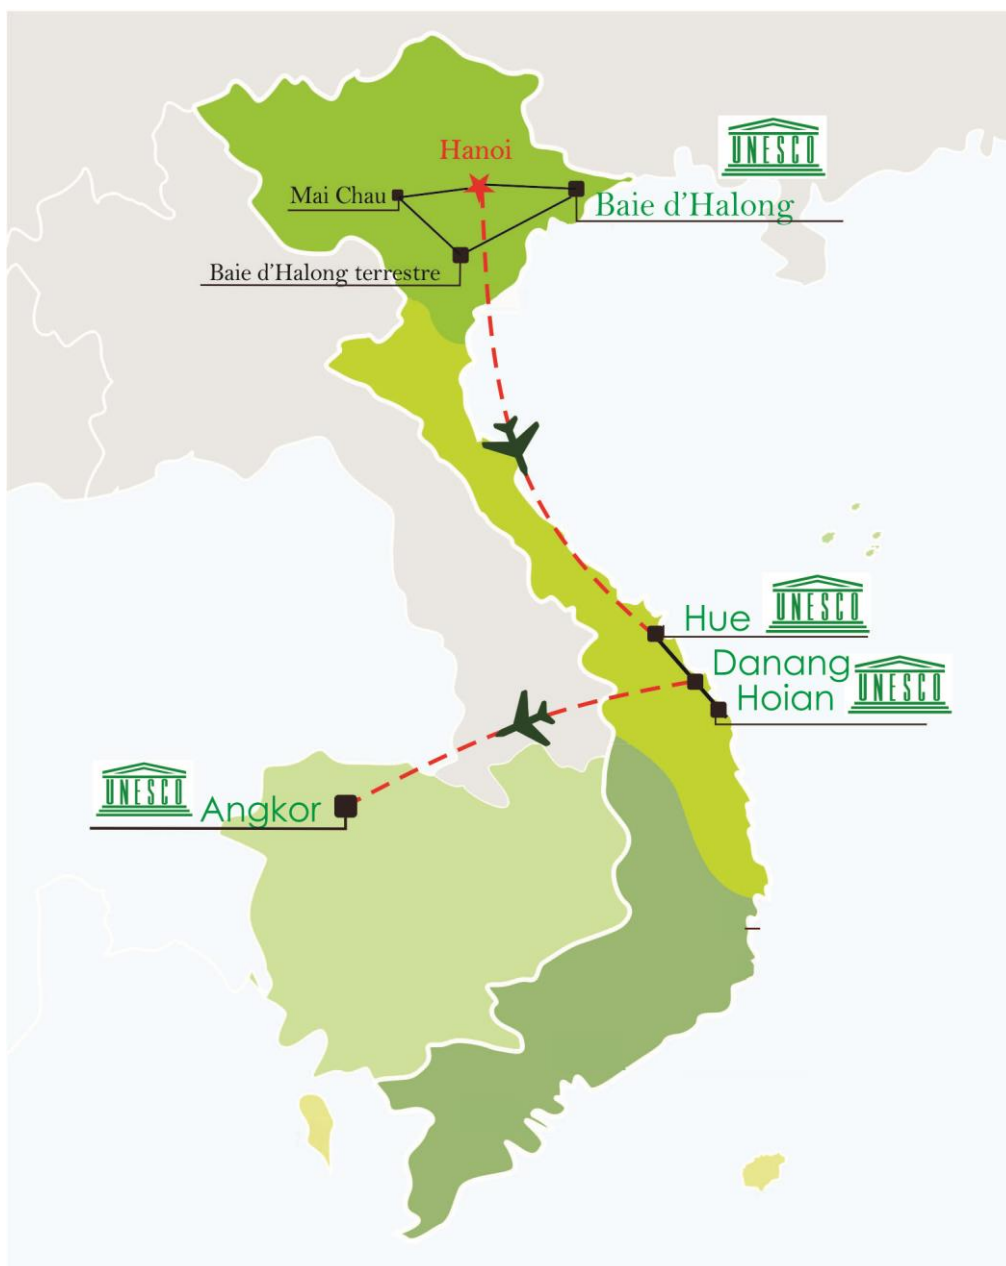 UNESCO
Hanoi
Mai Chau
Baie d'Halong
Baie d'Halong terrestre
Hue
UNESCO
Danang
Hoian
UNESCO
UNESCO
Angkor